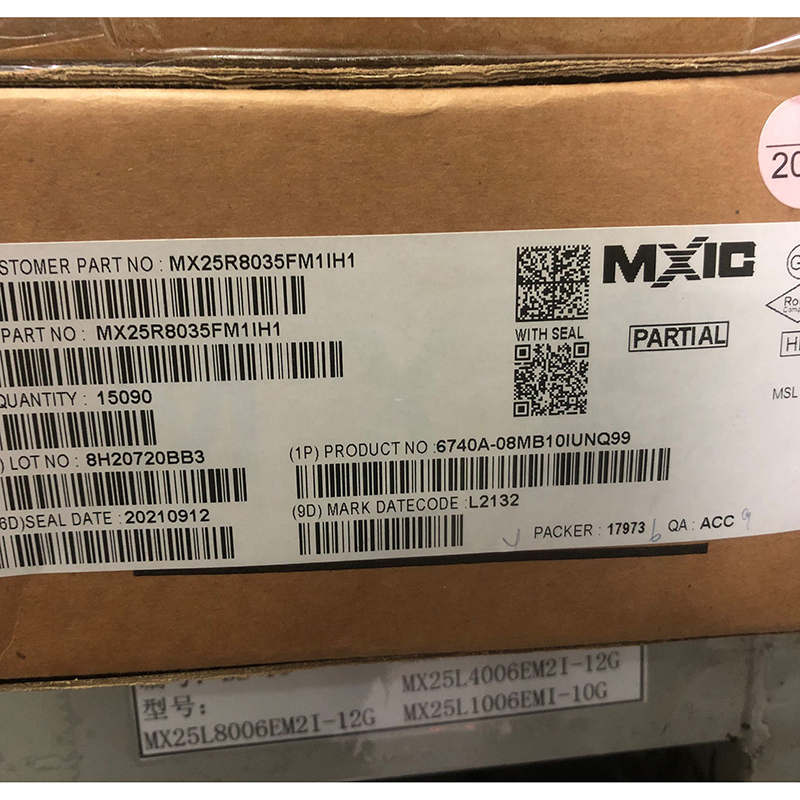 20
STOMER PART NO : MX25R8035FM1IH1
MXIC
PART NO : MX25R8035FM1IH1
WITH SEAL
PARTIAL
QUANTITY : 15090
MSL
) LOT NO : 8H20720BB3
(1P) PRODUCT NO :6740A-08MB10IUNQ99
6D)SEAL DATE : 20210912
(9D) MARK DATECODE : L2132
PACKER : 17973 QA : ACC
型号:
MX25L4006EM2I-12G
MX25L8006EM2I-12G MX25L1006EMI-10G